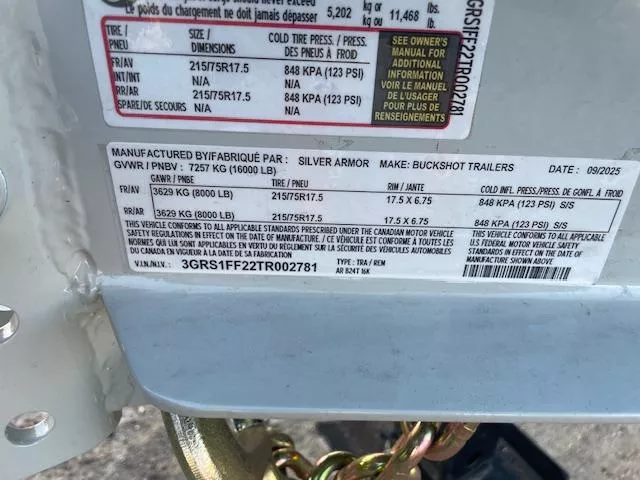 Le poids du chargement ne doit jamais dépasser 5,202 kg or / kg ou 11,468 lbs. / lb.
TIRE / PNEU SIZE / DIMENSIONS COLD TIRE PRESS. / PRESS. DES PNEUS À FROID
FR/AV 215/75R17.5 848 KPA (123 PSI)
INT/INT N/A N/A
RR/AR 215/75R17.5 848 KPA (123 PSI)
SPARE/DE SECOURS N/A N/A
SEE OWNER'S
MANUAL FOR
ADDITIONAL
INFORMATION
VOIR LE MANUEL
DE L'USAGER
POUR PLUS DE
RENSEIGNEMENTS
3GRS1FF22TR002781
MANUFACTURED BY/FABRIQUÉ PAR : SILVER ARMOR MAKE: BUCKSHOT TRAILERS DATE : 09/2025
GVWR / PNBV : 7257 KG (16000 LB)
GAWR / PNBE TIRE / PNEU RIM / JANTE COLD INFL. PRESS./PRESS. DE GONFL. À FROID
FR/AV 3629 KG (8000 LB) 215/75R17.5 17.5 X 6.75 848 KPA (123 PSI) S/S
RR/AR 3629 KG (8000 LB) 215/75R17.5 17.5 X 6.75 848 KPA (123 PSI) S/S
THIS VEHICLE CONFORMS TO ALL APPLICABLE STANDARDS PRESCRIBED UNDER THE CANADIAN MOTOR VEHICLE
SAFETY REGULATIONS IN EFFECT ON THE DATE OF MANUFACTURE. / CE VÉHICULE EST CONFORME À TOUTES LES
NORMES QUI LUI SONT APPLICABLES EN VERTU DU RÈGLEMENT SUR LA SÉCURITÉ DES VÉHICULES AUTOMOBILES
DU CANADA EN VIGUEUR À LA DATE DE SA FABRICATION
THIS VEHICLE CONFORMS TO ALL APPLICABLE
U.S FEDERAL MOTOR VEHICLE SAFETY
STANDARDS IN EFFECT ON THE DATE OF
MANUFACTURE SHOWN ABOVE
V.I.N./N.I.V. : 3GRS1FF22TR002781 TYPE : TRA / REM
AR B24T 16K